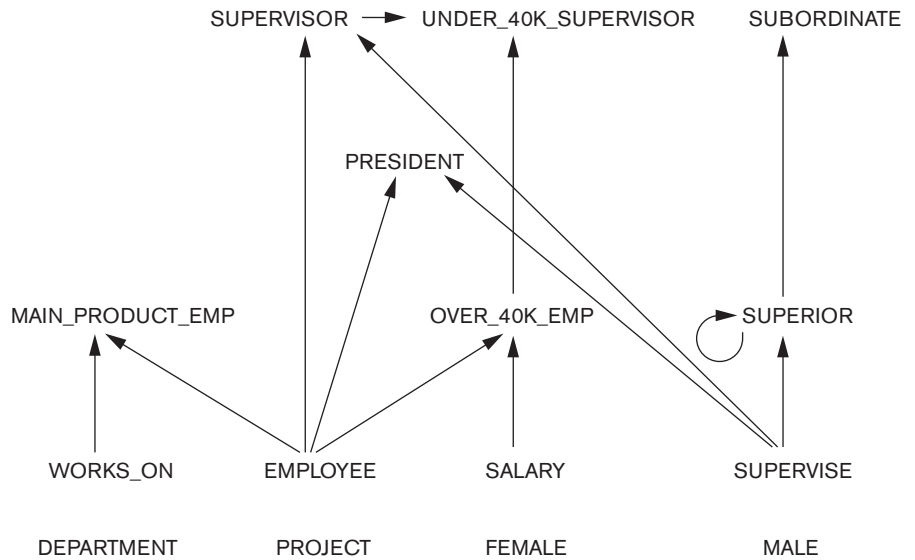 SUPERVISOR UNDER_40K_SUPERVISOR SUBORDINATE
PRESIDENT
MAIN_PRODUCT_EMP OVER_40K_EMP SUPERIOR
WORKS_ON EMPLOYEE SALARY SUPERVISE
DEPARTMENT PROJECT FEMALE MALE